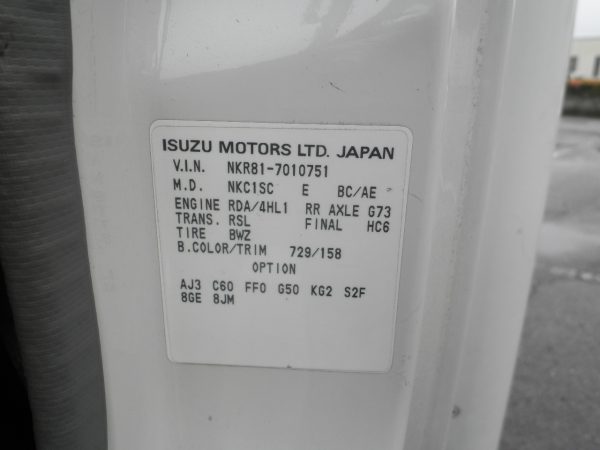 ISUZU MOTORS LTD. JAPAN
V.I.N. NKR81-7010751
M.D. NKC1SC E BC/AE
ENGINE RDA/4HL1 RR AXLE G73
TRANS. RSL FINAL HC6
TIRE BWZ
B.COLOR/TRIM 729/158
OPTION
AJ3 C60 FF0 G50 KG2 S2F
8GE 8JM